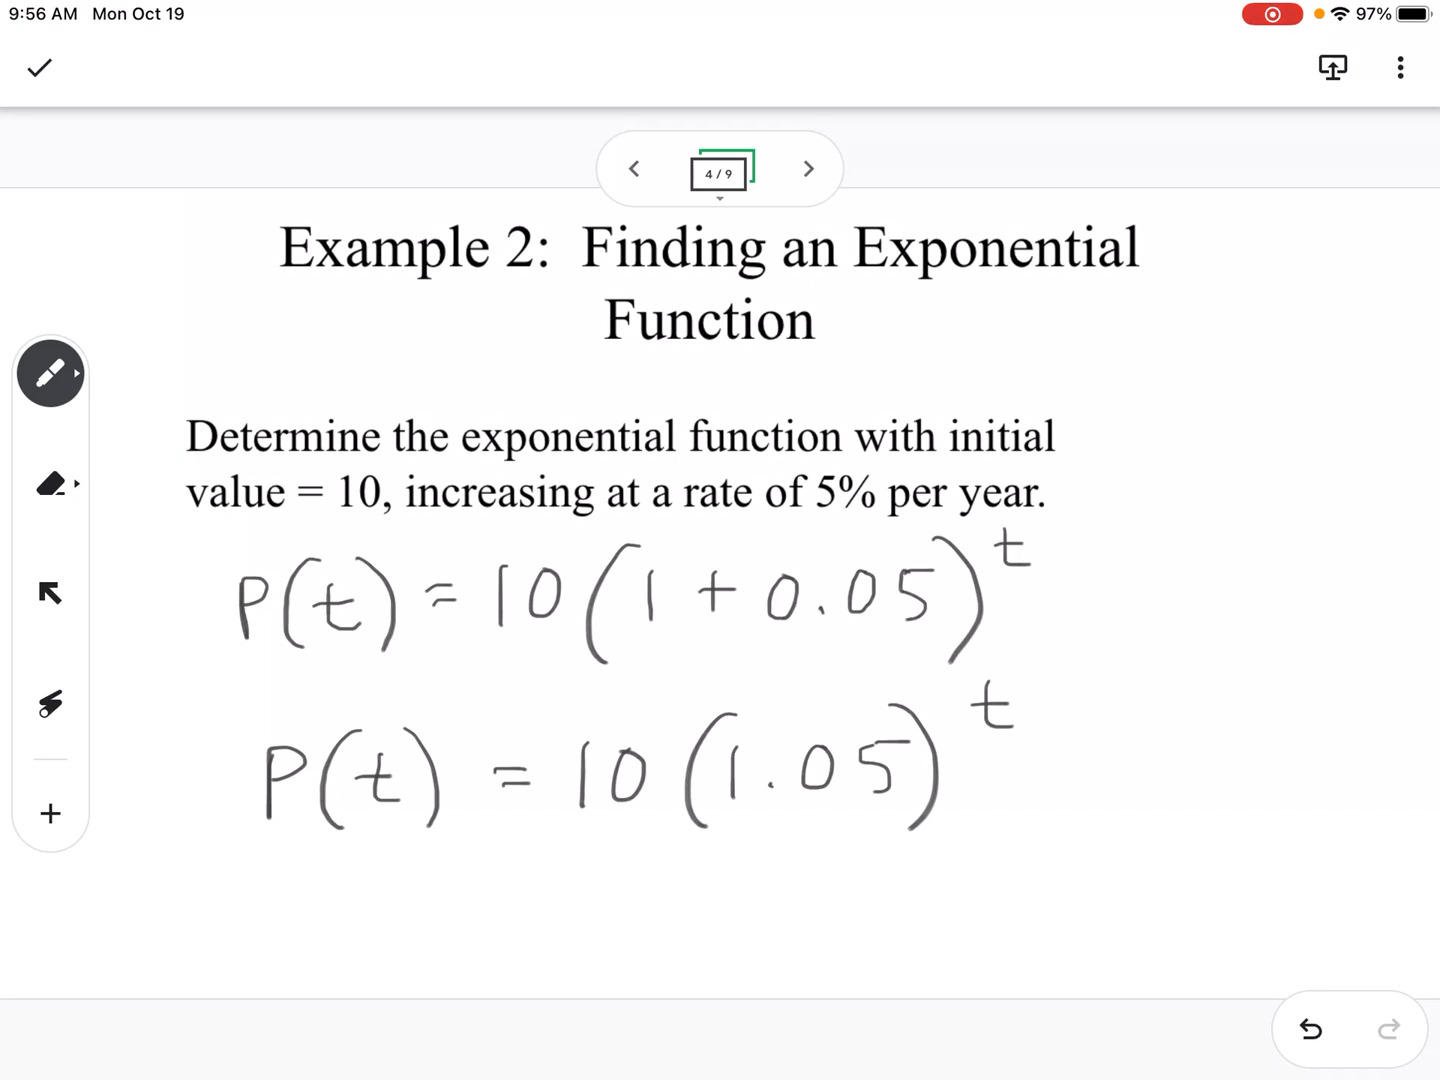 9:56 AM Mon Oct 19 97%
4 / 9
Example 2: Finding an Exponential
Function
Determine the exponential function with initial
value = 10, increasing at a rate of 5% per year.
P(t) = 10(1 + 0.05)^t
P(t) = 10(1.05)^t